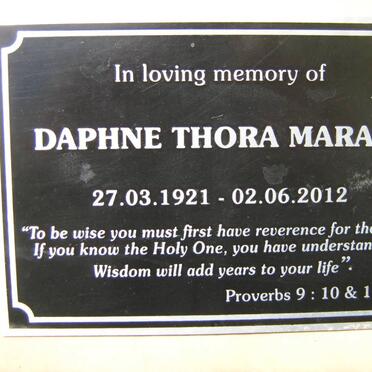 In loving memory of
DAPHNE THORA MARA
27.03.1921 - 02.06.2012
“To be wise you must first have reverence for the
If you know the Holy One, you have understan
Wisdom will add years to your life”.
Proverbs 9 : 10 & 1